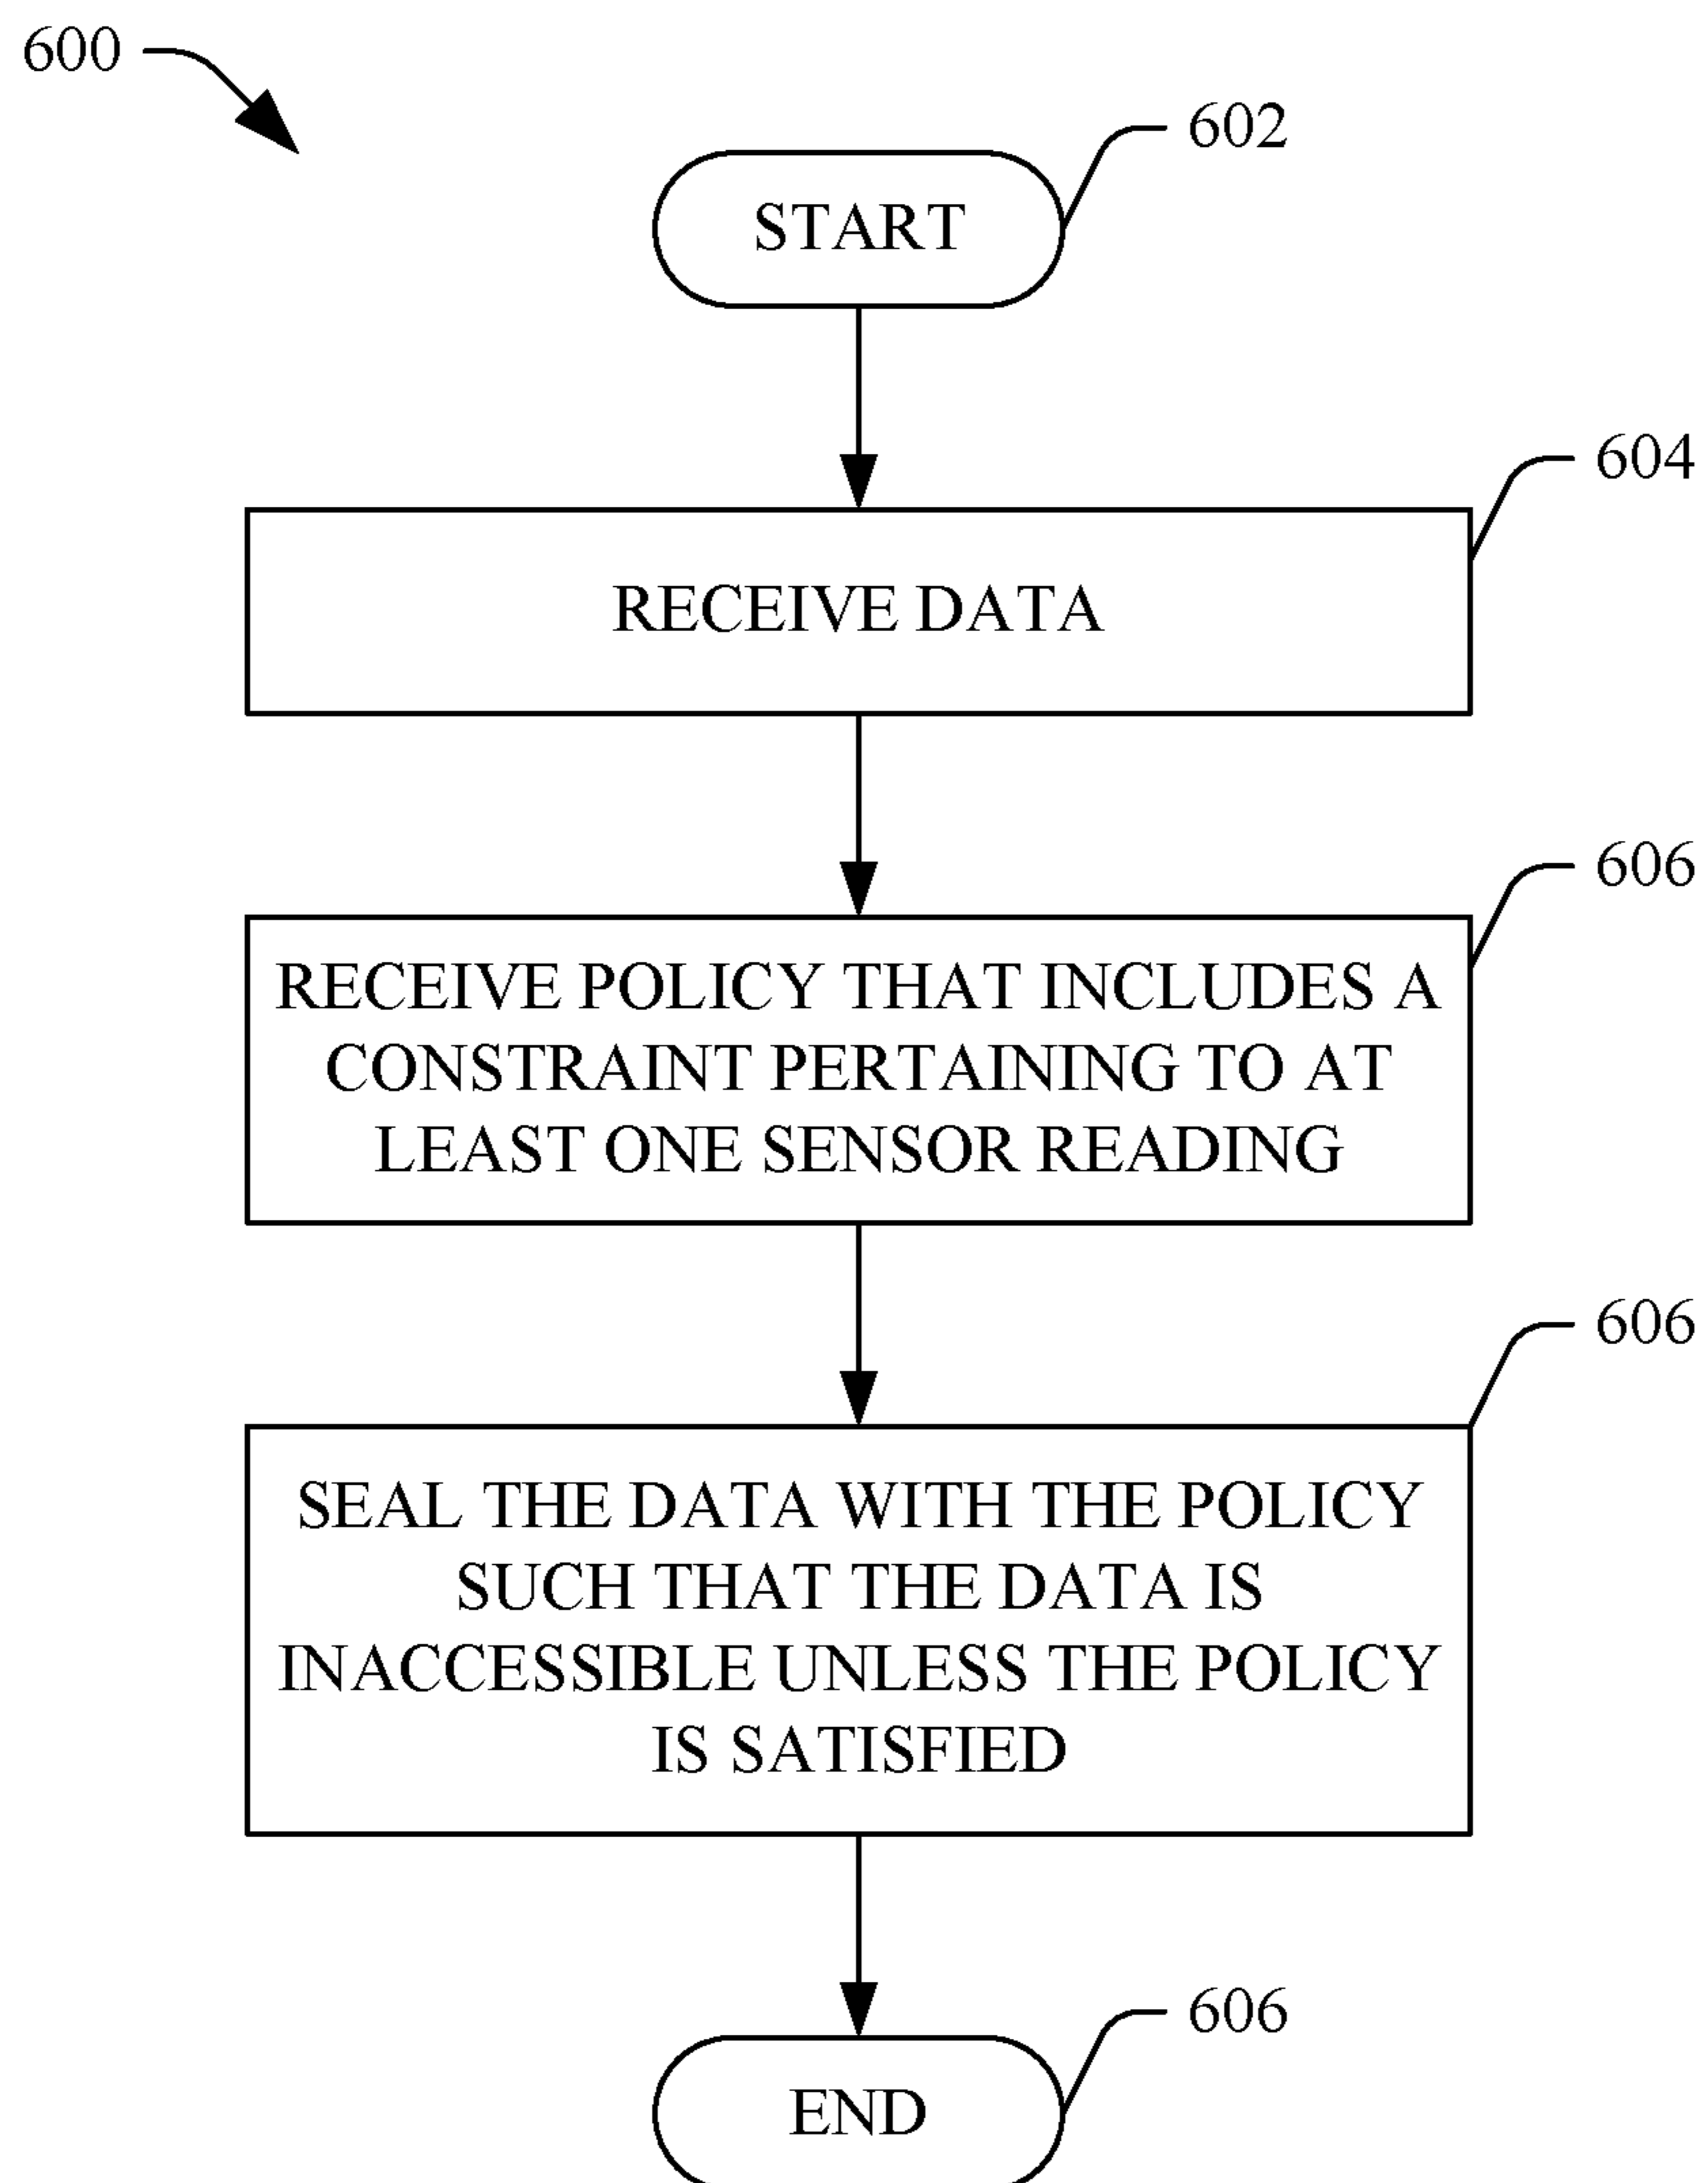 600
602
START
604
RECEIVE DATA
606
RECEIVE POLICY THAT INCLUDES A
CONSTRAINT PERTAINING TO AT
LEAST ONE SENSOR READING
606
SEAL THE DATA WITH THE POLICY
SUCH THAT THE DATA IS
INACCESSIBLE UNLESS THE POLICY
IS SATISFIED
606
END